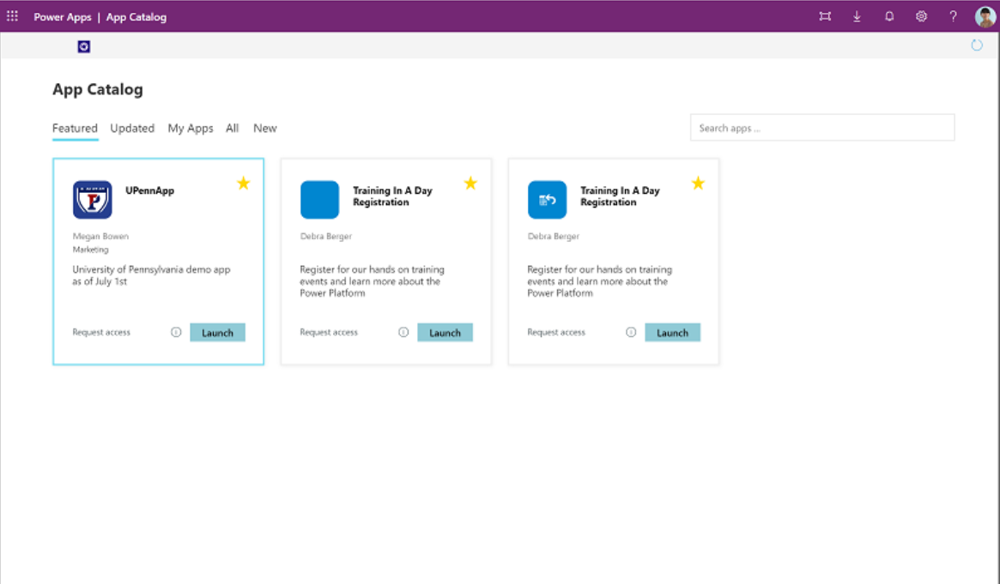 Power Apps | App Catalog
?
App Catalog
Featured Updated My Apps All New
Search apps ...
UPennApp
P
Megan Bowen
Marketing
University of Pennsylvania demo app
as of July 1st
Request access Launch
Training In A Day
Registration
Debra Berger
Register for our hands on training
events and learn more about the
Power Platform
Request access Launch
Training In A Day
Registration
Debra Berger
Register for our hands on training
events and learn more about the
Power Platform
Request access Launch